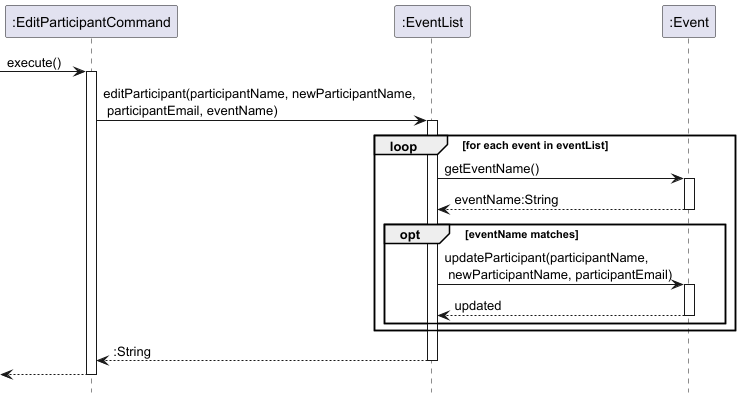 :EditParticipantCommand
:EventList
:Event
execute()
editParticipant(participantName, newParticipantName,
participantEmail, eventName)
loop
[for each event in eventList]
getEventName()
eventName:String
opt
[eventName matches]
updateParticipant(participantName,
newParticipantName, participantEmail)
updated
:String